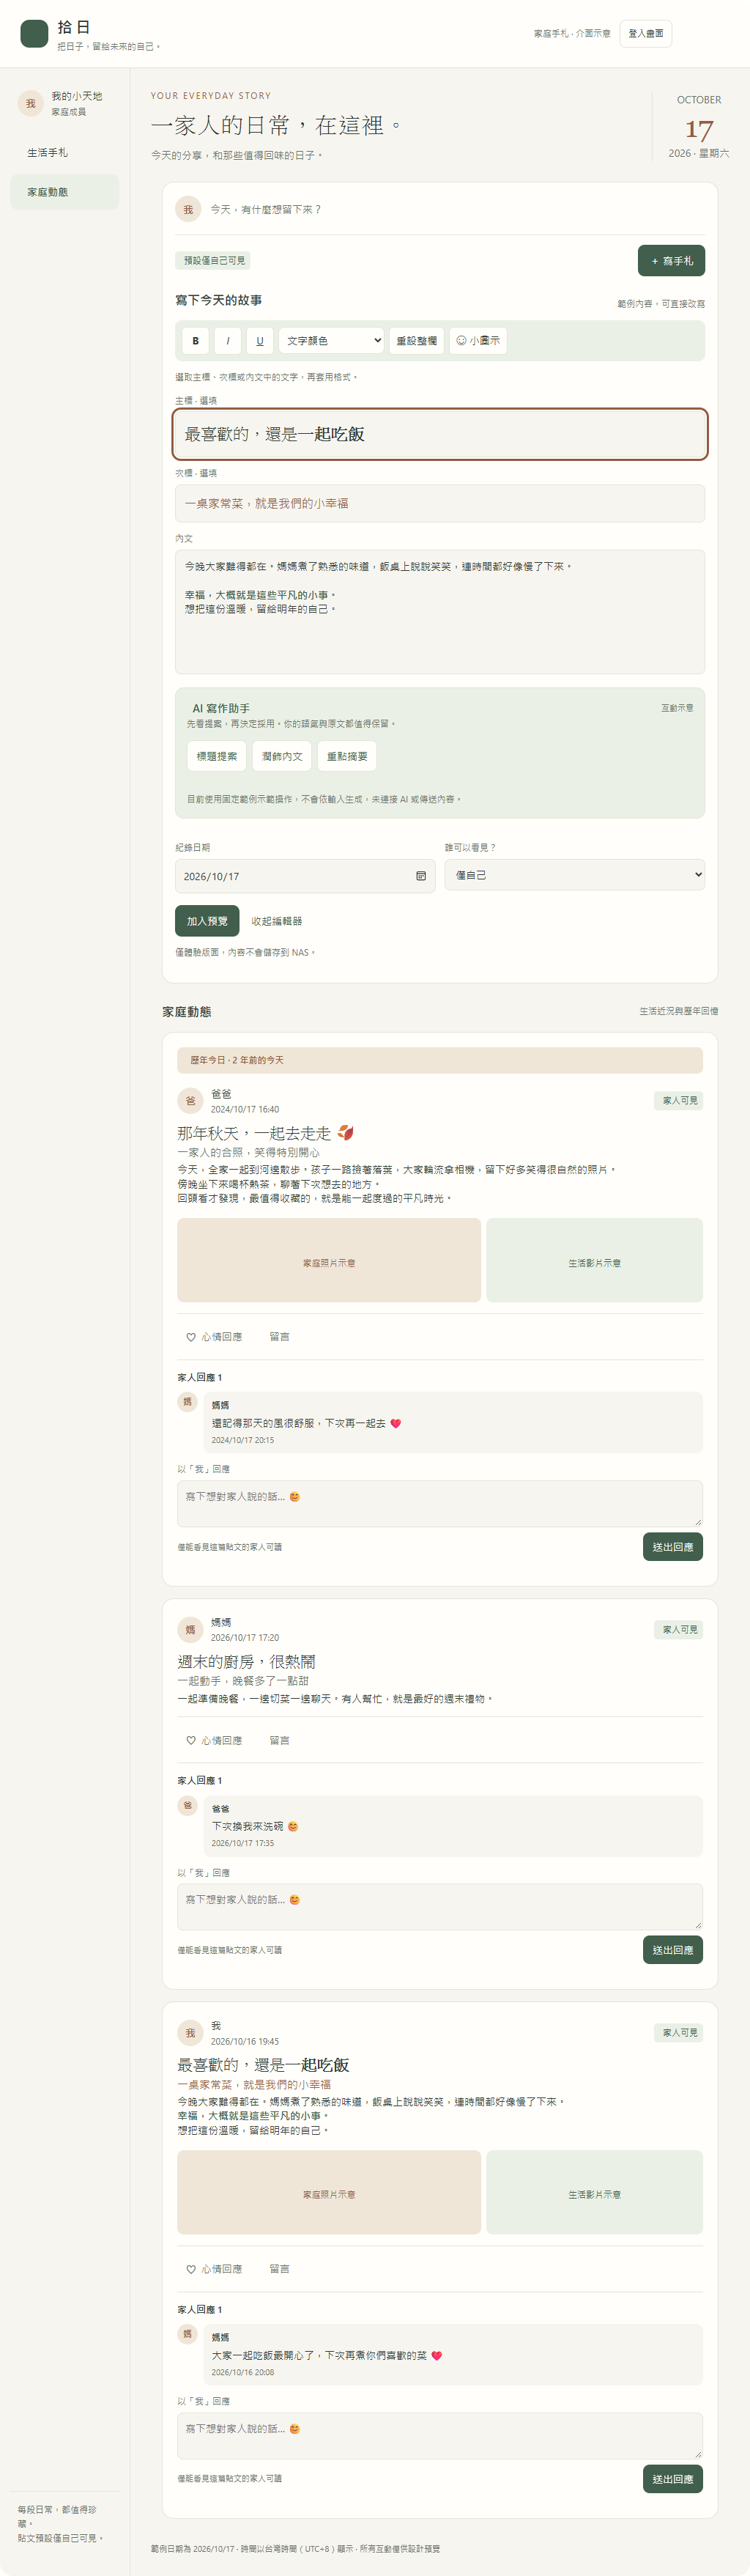 拾日
把日子，留給未來的自己。
家庭手札 · 介面示意
登入畫面
我
我的小天地
家庭成員
生活手札
家庭動態
YOUR EVERYDAY STORY
一家人的日常，在這裡。
今天的分享，和那些值得回味的日子。
OCTOBER
17
2026 · 星期六
我
今天，有什麼想留下來？
預設僅自己可見
＋ 寫手札
寫下今天的故事
範例內容，可直接改寫
B
I
U
文字顏色
重設整欄
☺ 小圖示
選取主標、次標或內文中的文字，再套用格式。
主標 · 選填
最喜歡的，還是一起吃飯
次標 · 選填
一桌家常菜，就是我們的小幸福
內文
今晚大家難得都在。媽媽煮了熟悉的味道，飯桌上說說笑笑，連時間都好像慢了下來。
幸福，大概就是這些平凡的小事。
想把這份溫暖，留給明年的自己。
AI 寫作助手
互動示意
先看提案，再決定採用。你的語氣與原文都值得保留。
標題提案
潤飾內文
重點摘要
目前使用固定範例示範操作，不會依輸入生成，未連接 AI 或傳送內容。
紀錄日期
誰可以看見？
2026/10/17
僅自己
加入預覽
收起編輯器
僅體驗版面，內容不會儲存到 NAS。
家庭動態
生活近況與歷年回憶
歷年今日 · 2 年前的今天
爸
爸爸
2024/10/17 16:40
家人可見
那年秋天，一起去走走 🍂
一家人的合照，笑得特別開心
今天，全家一起到河邊散步。孩子一路撿著落葉，大家輪流拿相機，留下好多笑得很自然的照片。
傍晚坐下來喝杯熱茶，聊著下次想去的地方。
回頭看才發現，最值得收藏的，就是能一起度過的平凡時光。
家庭照片示意
生活影片示意
♡ 心情回應
留言
家人回應 1
媽
媽媽
還記得那天的風很舒服，下次再一起去 ❤️
2024/10/17 20:15
以「我」回應
寫下想對家人說的話… 😊
僅能看見這篇貼文的家人可讀
送出回應
媽
媽媽
2026/10/17 17:20
家人可見
週末的廚房，很熱鬧
一起動手，晚餐多了一點甜
一起準備晚餐，一邊切菜一邊聊天。有人幫忙，就是最好的週末禮物。
♡ 心情回應
留言
家人回應 1
爸
爸爸
下次換我來洗碗 😊
2026/10/17 17:35
以「我」回應
寫下想對家人說的話… 😊
僅能看見這篇貼文的家人可讀
送出回應
我
我
2026/10/16 19:45
家人可見
最喜歡的，還是一起吃飯
一桌家常菜，就是我們的小幸福
今晚大家難得都在。媽媽煮了熟悉的味道，飯桌上說說笑笑，連時間都好像慢了下來。
幸福，大概就是這些平凡的小事。
想把這份溫暖，留給明年的自己。
家庭照片示意
生活影片示意
♡ 心情回應
留言
家人回應 1
媽
媽媽
大家一起吃飯最開心了，下次再煮你們喜歡的菜 ❤️
2026/10/16 20:08
以「我」回應
寫下想對家人說的話… 😊
僅能看見這篇貼文的家人可讀
送出回應
每段日常，都值得珍
藏。
貼文預設僅自己可見。
範例日期為 2026/10/17 · 時間以台灣時間（UTC+8）顯示 · 所有互動僅供設計預覽